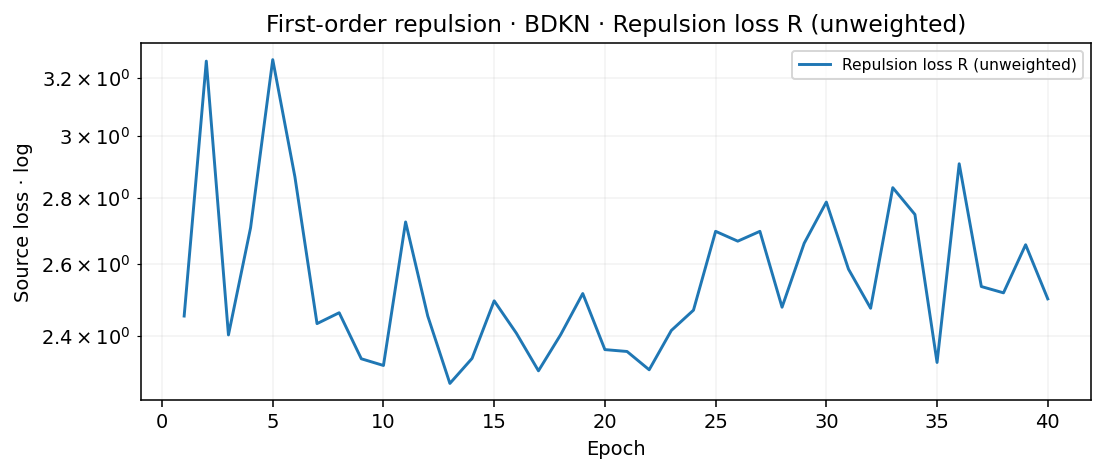 First-order repulsion · BDKN · Repulsion loss R (unweighted)
Repulsion loss R (unweighted)
Source loss · log
3.2 × 10⁰
3 × 10⁰
2.8 × 10⁰
2.6 × 10⁰
2.4 × 10⁰
0 5 10 15 20 25 30 35 40
Epoch